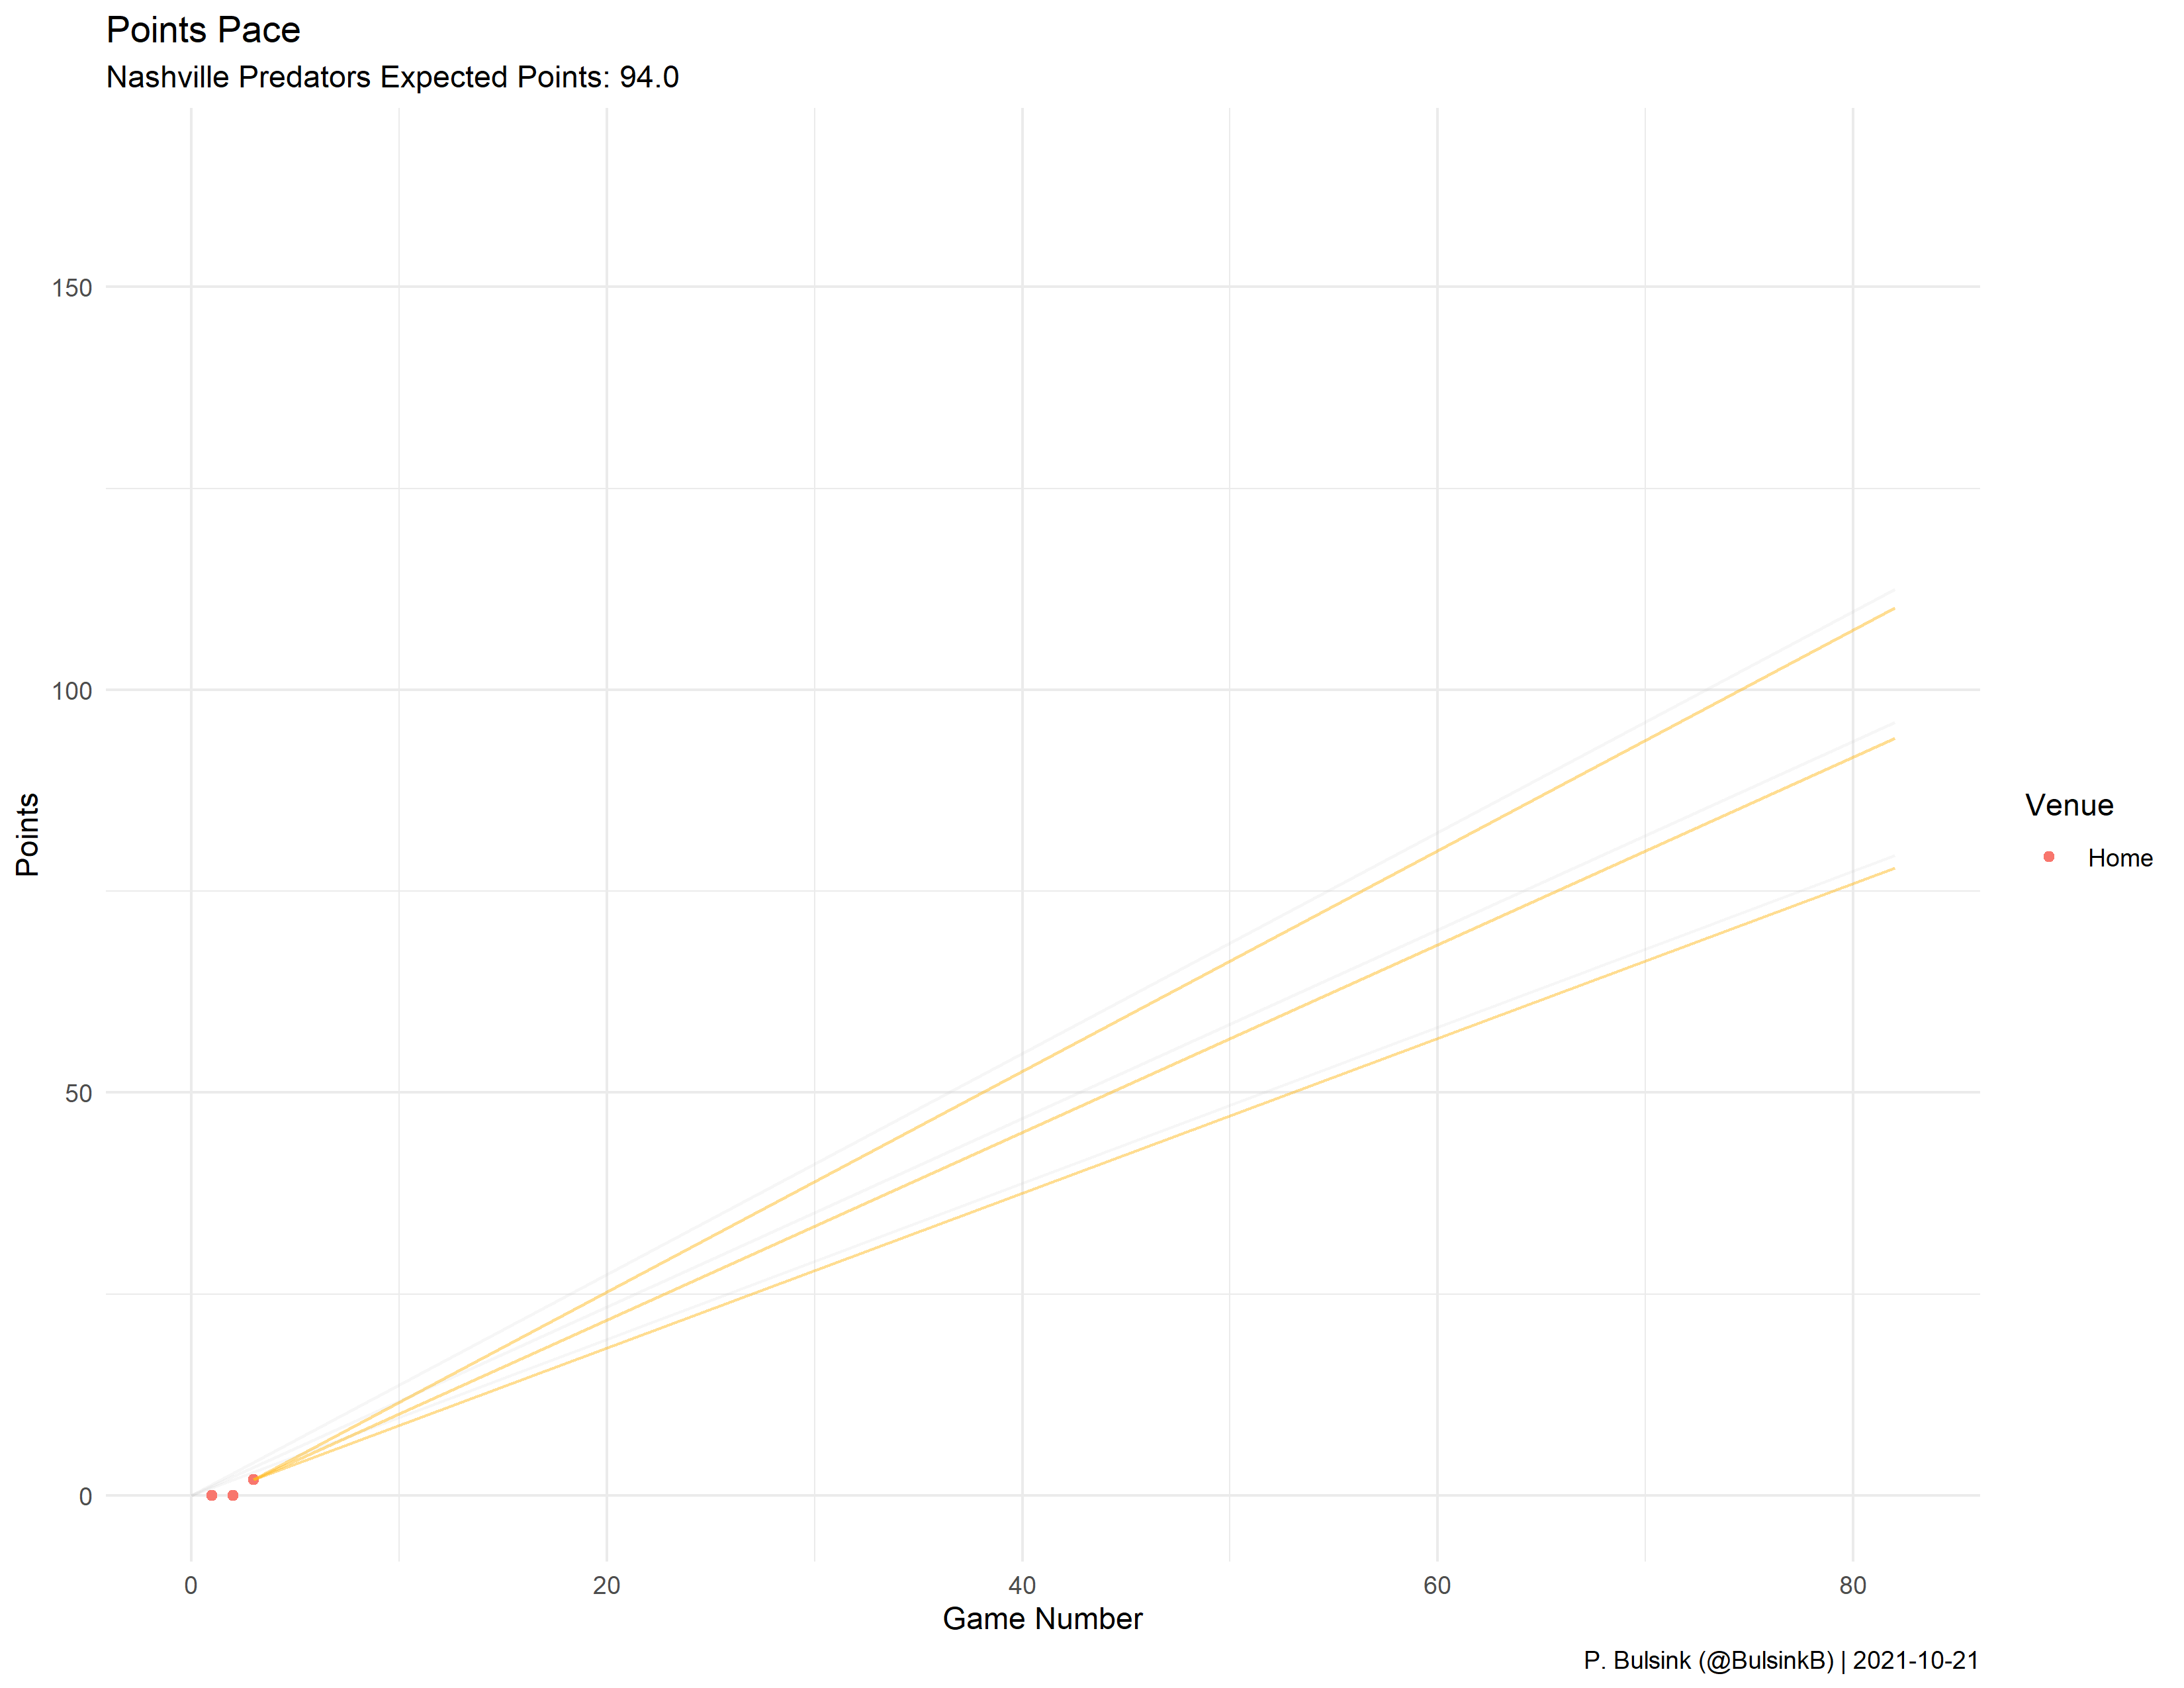 Points Pace
Nashville Predators Expected Points: 94.0
150
100
50
0
Points
0 20 40 60 80
Game Number
Venue
Home
P. Bulsink (@BulsinkB) | 2021-10-21